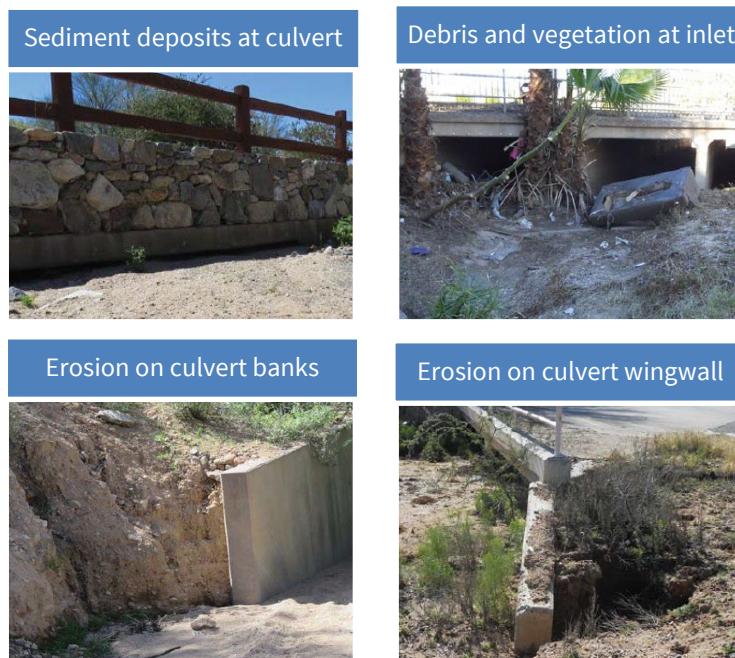 Sediment deposits at culvert
Debris and vegetation at inlet
Erosion on culvert banks
Erosion on culvert wingwall